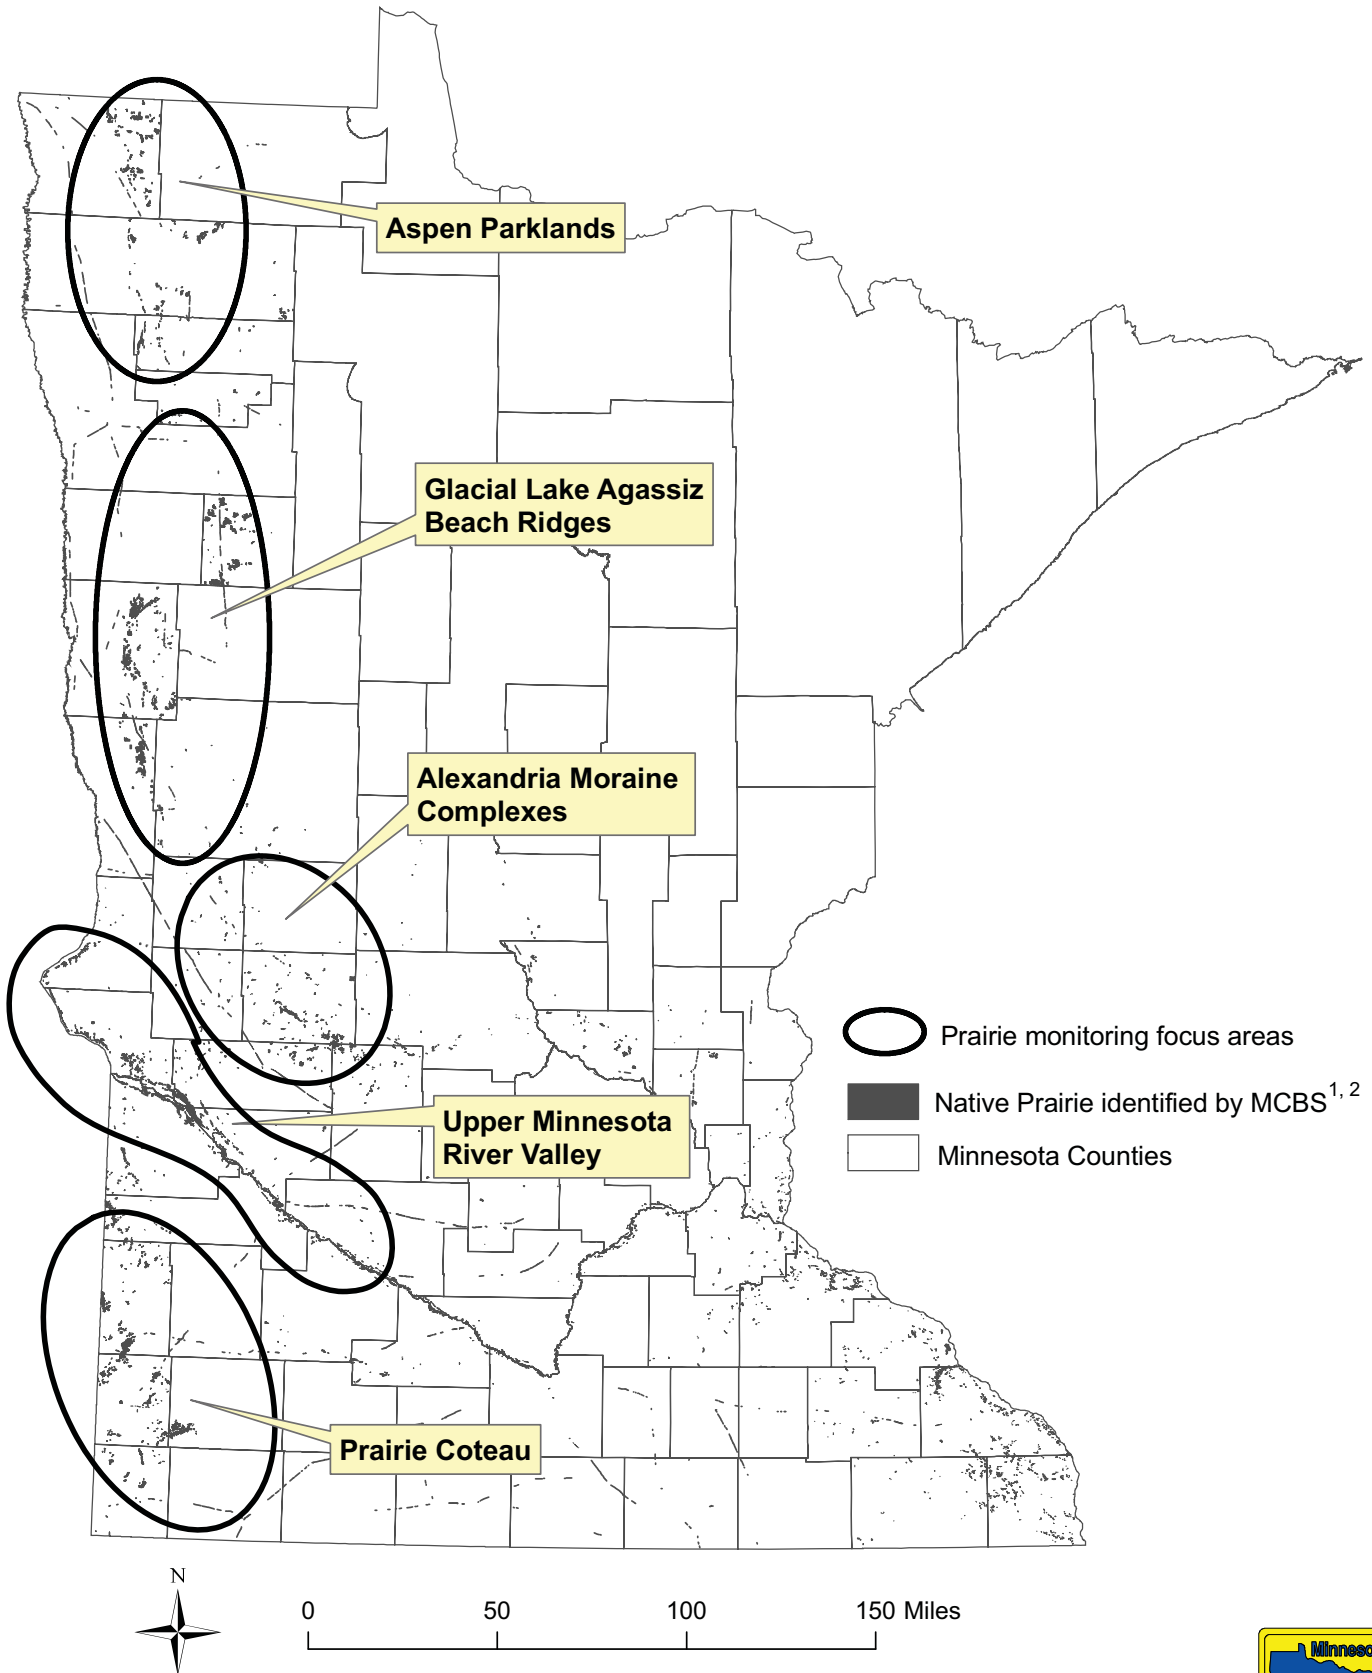 Aspen Parklands
Glacial Lake Agassiz
Beach Ridges
Alexandria Moraine
Complexes
Upper Minnesota
River Valley
Prairie Coteau
Prairie monitoring focus areas
Native Prairie identified by MCBS1, 2
Minnesota Counties
N
0 50 100 150 Miles